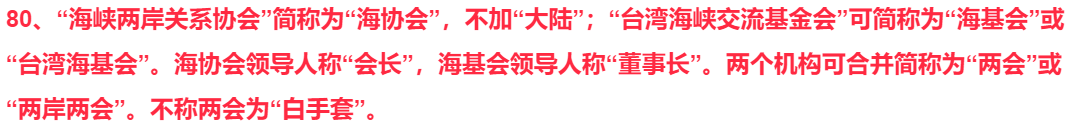 80、“海峡两岸关系协会”简称为“海协会”，不加“大陆”；“台湾海峡交流基金会”可简称为“海基会”或
“台湾海基会”。海协会领导人称“会长”，海基会领导人称“董事长”。两个机构可合并简称为“两会”或
“两岸两会”。不称两会为“白手套”。